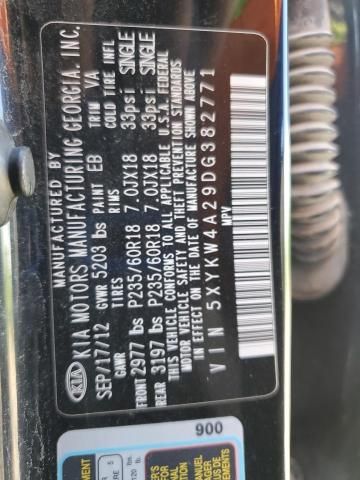 MANUFACTURED BY
KIA MOTORS MANUFACTURING GEORGIA, INC.
KIA
SEP/17/12 GVWR 5203 lbs PAINT EB TRIM VA
GAWR TIRES RIMS COLD TIRE INFL
FRONT 2977 lbs P235/60R18 7.0JX18 33psi SINGLE
REAR 3197 lbs P235/60R18 7.0JX18 33psi SINGLE
THIS VEHICLE CONFORMS TO ALL APPLICABLE U.S.A. FEDERAL
MOTOR VEHICLE SAFETY AND THEFT PREVENTION STANDARDS
IN EFFECT ON THE DATE OF MANUFACTURE SHOWN ABOVE.
MPV
VIN 5XYKW4A29DG382771
900
MANUEL